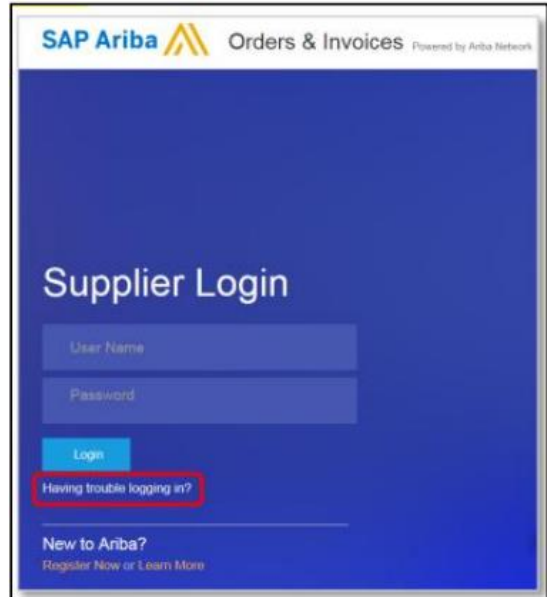 SAP Ariba Orders & Invoices Powered by Ariba Network
Supplier Login
User Name
Password
Login
Having trouble logging in?
New to Ariba?
Register Now or Learn More